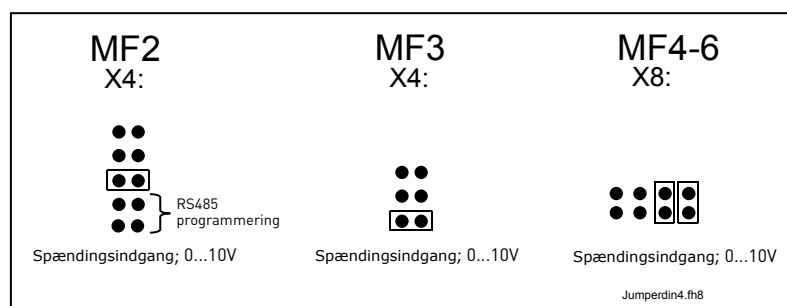 MF2
X4:
MF3
X4:
MF4-6
X8:
RS485
programmering
Spændingsindgang; 0...10V
Spændingsindgang; 0...10V
Spændingsindgang; 0...10V
Jumperdin4.fh8